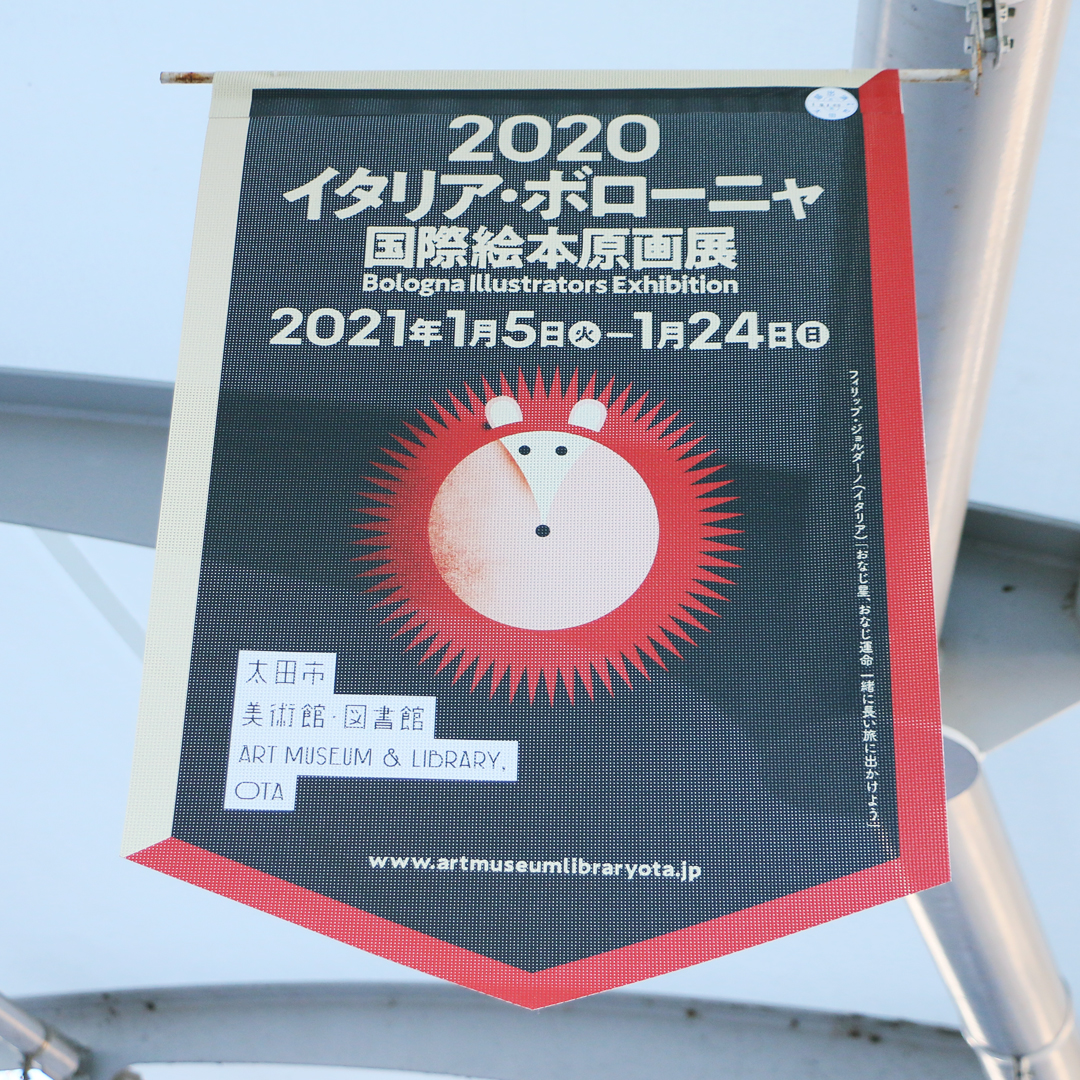 2020
イタリア・ボローニャ
国際絵本原画展
Bologna Illustrators Exhibition
2021年1月5日㊋—1月24日㊐
フィリップ・ジョルダーノ(イタリア)「おなじ星、おなじ運命 一緒に長い旅に出かけよう」
太田市
美術館・図書館
ART MUSEUM & LIBRARY,
OTA
www.artmuseumlibraryota.jp